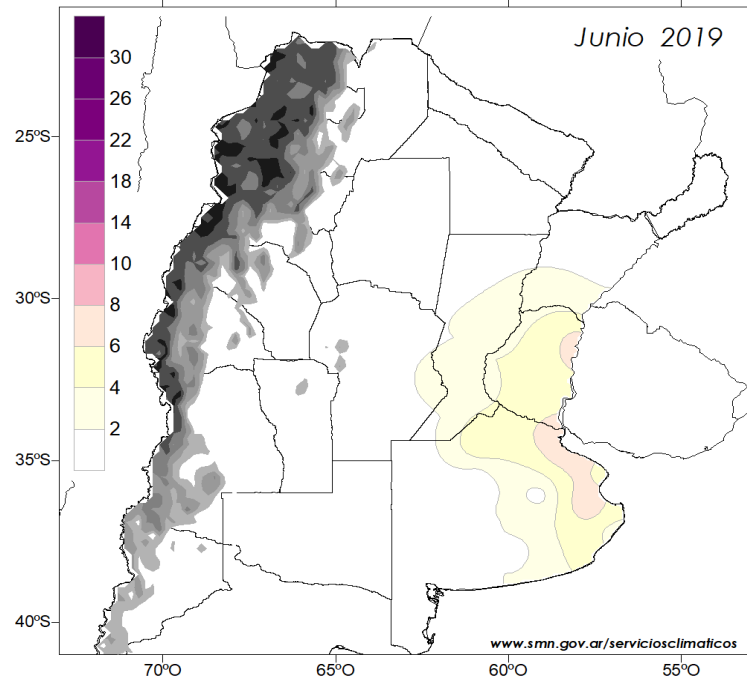 Junio 2019
30
26
22
18
14
10
8
6
4
2
25ºS
30ºS
35ºS
40ºS
www.smn.gov.ar/serviciosclimaticos
70ºO
65ºO
60ºO
55ºO